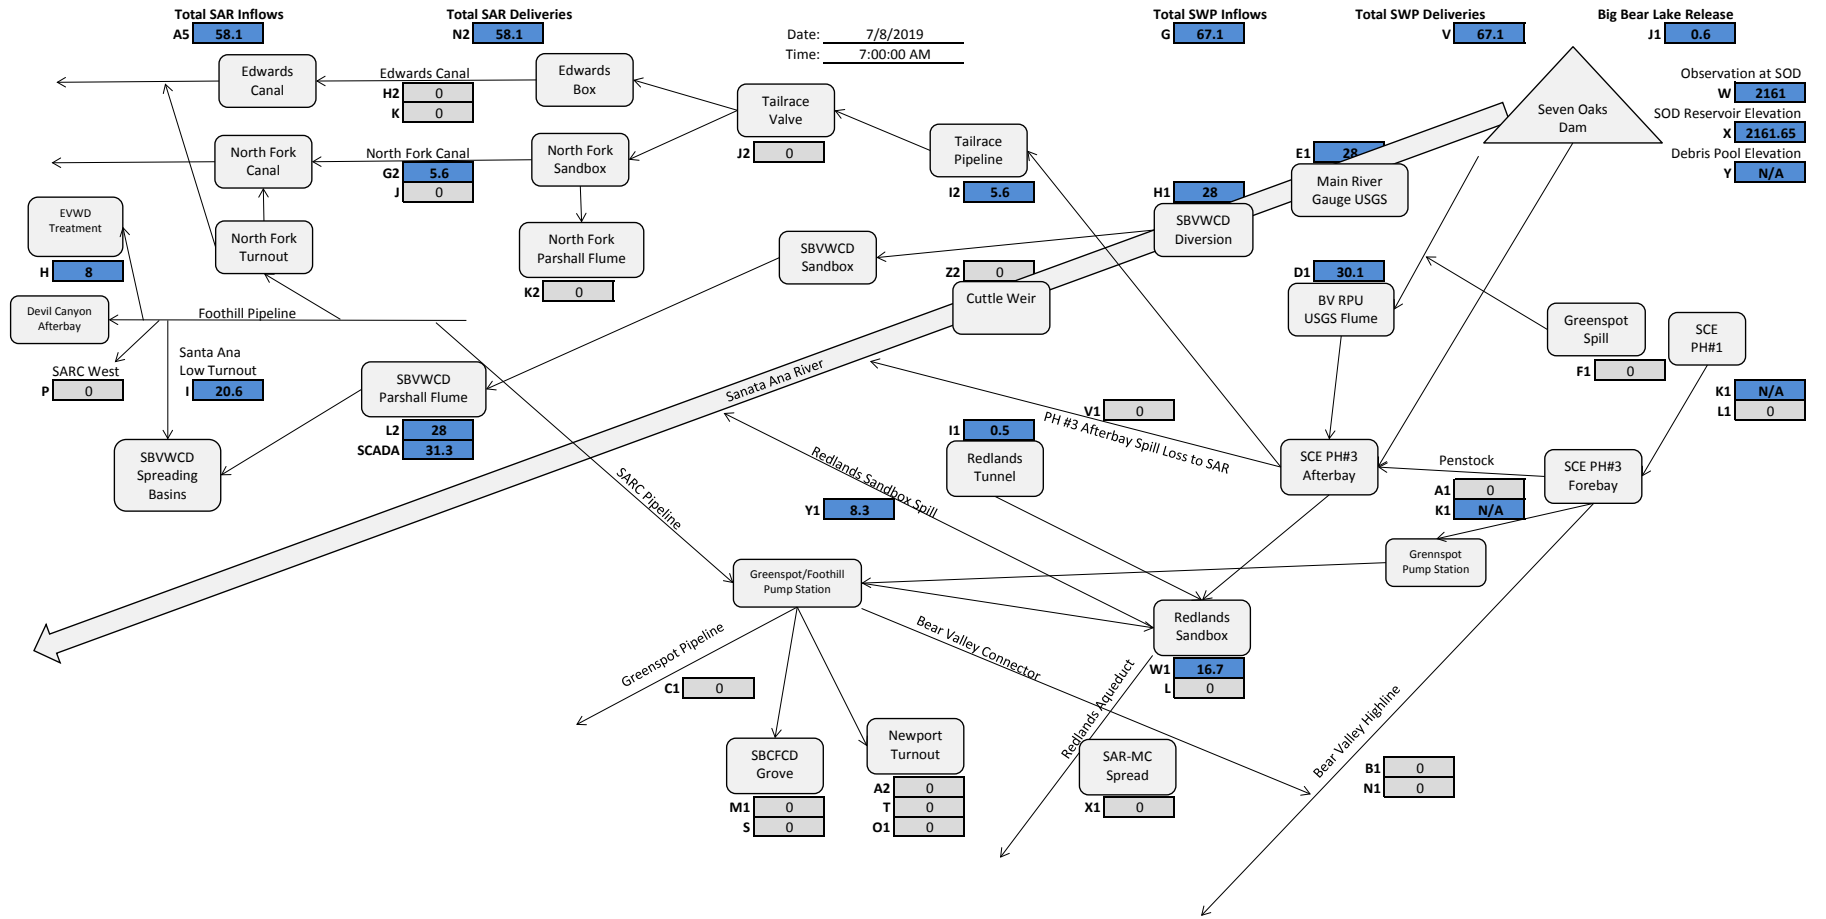 Total SAR Inflows
A5 58.1
Total SAR Deliveries
N2 58.1
Date: 7/8/2019
Time: 7:00:00 AM
Total SWP Inflows
G 67.1
Total SWP Deliveries
V 67.1
Big Bear Lake Release
J1 0.6
Observation at SOD
W 2161
SOD Reservoir Elevation
X 2161.65
Debris Pool Elevation
Y N/A
Seven Oaks
Dam
Edwards
Canal
Edwards Canal
H2 0
K 0
Edwards
Box
Tailrace
Valve
J2 0
Tailrace
Pipeline
I2 5.6
E1 28
Main River
Gauge USGS
H1 28
SBVWCD
Diversion
North Fork
Canal
North Fork Canal
G2 5.6
J 0
North Fork
Sandbox
North Fork
Parshall Flume
K2 0
EVWD
Treatment
H 8
North Fork
Turnout
SBVWCD
Sandbox
Z2 0
Cuttle Weir
D1 30.1
BV RPU
USGS Flume
Greenspot
Spill
F1 0
SCE
PH#1
K1 N/A
L1 0
Devil Canyon
Afterbay
Foothill Pipeline
SARC West
P 0
Santa Ana
Low Turnout
I 20.6
SBVWCD
Parshall Flume
L2 28
SCADA 31.3
SBVWCD
Spreading
Basins
Sanata Ana River
V1 0
PH #3 Afterbay Spill Loss to SAR
I1 0.5
Redlands
Tunnel
Redlands Sandbox Spill
Y1 8.3
SARC Pipeline
SCE PH#3
Afterbay
Penstock
A1 0
K1 N/A
SCE PH#3
Forebay
Grennspot
Pump Station
Greenspot/Foothill
Pump Station
Redlands
Sandbox
W1 16.7
L 0
Greenspot Pipeline
C1 0
Bear Valley Connector
Redlands Aqueduct
Bear Valley Highline
SBCFCD
Grove
M1 0
S 0
Newport
Turnout
A2 0
T 0
O1 0
SAR-MC
Spread
X1 0
B1 0
N1 0